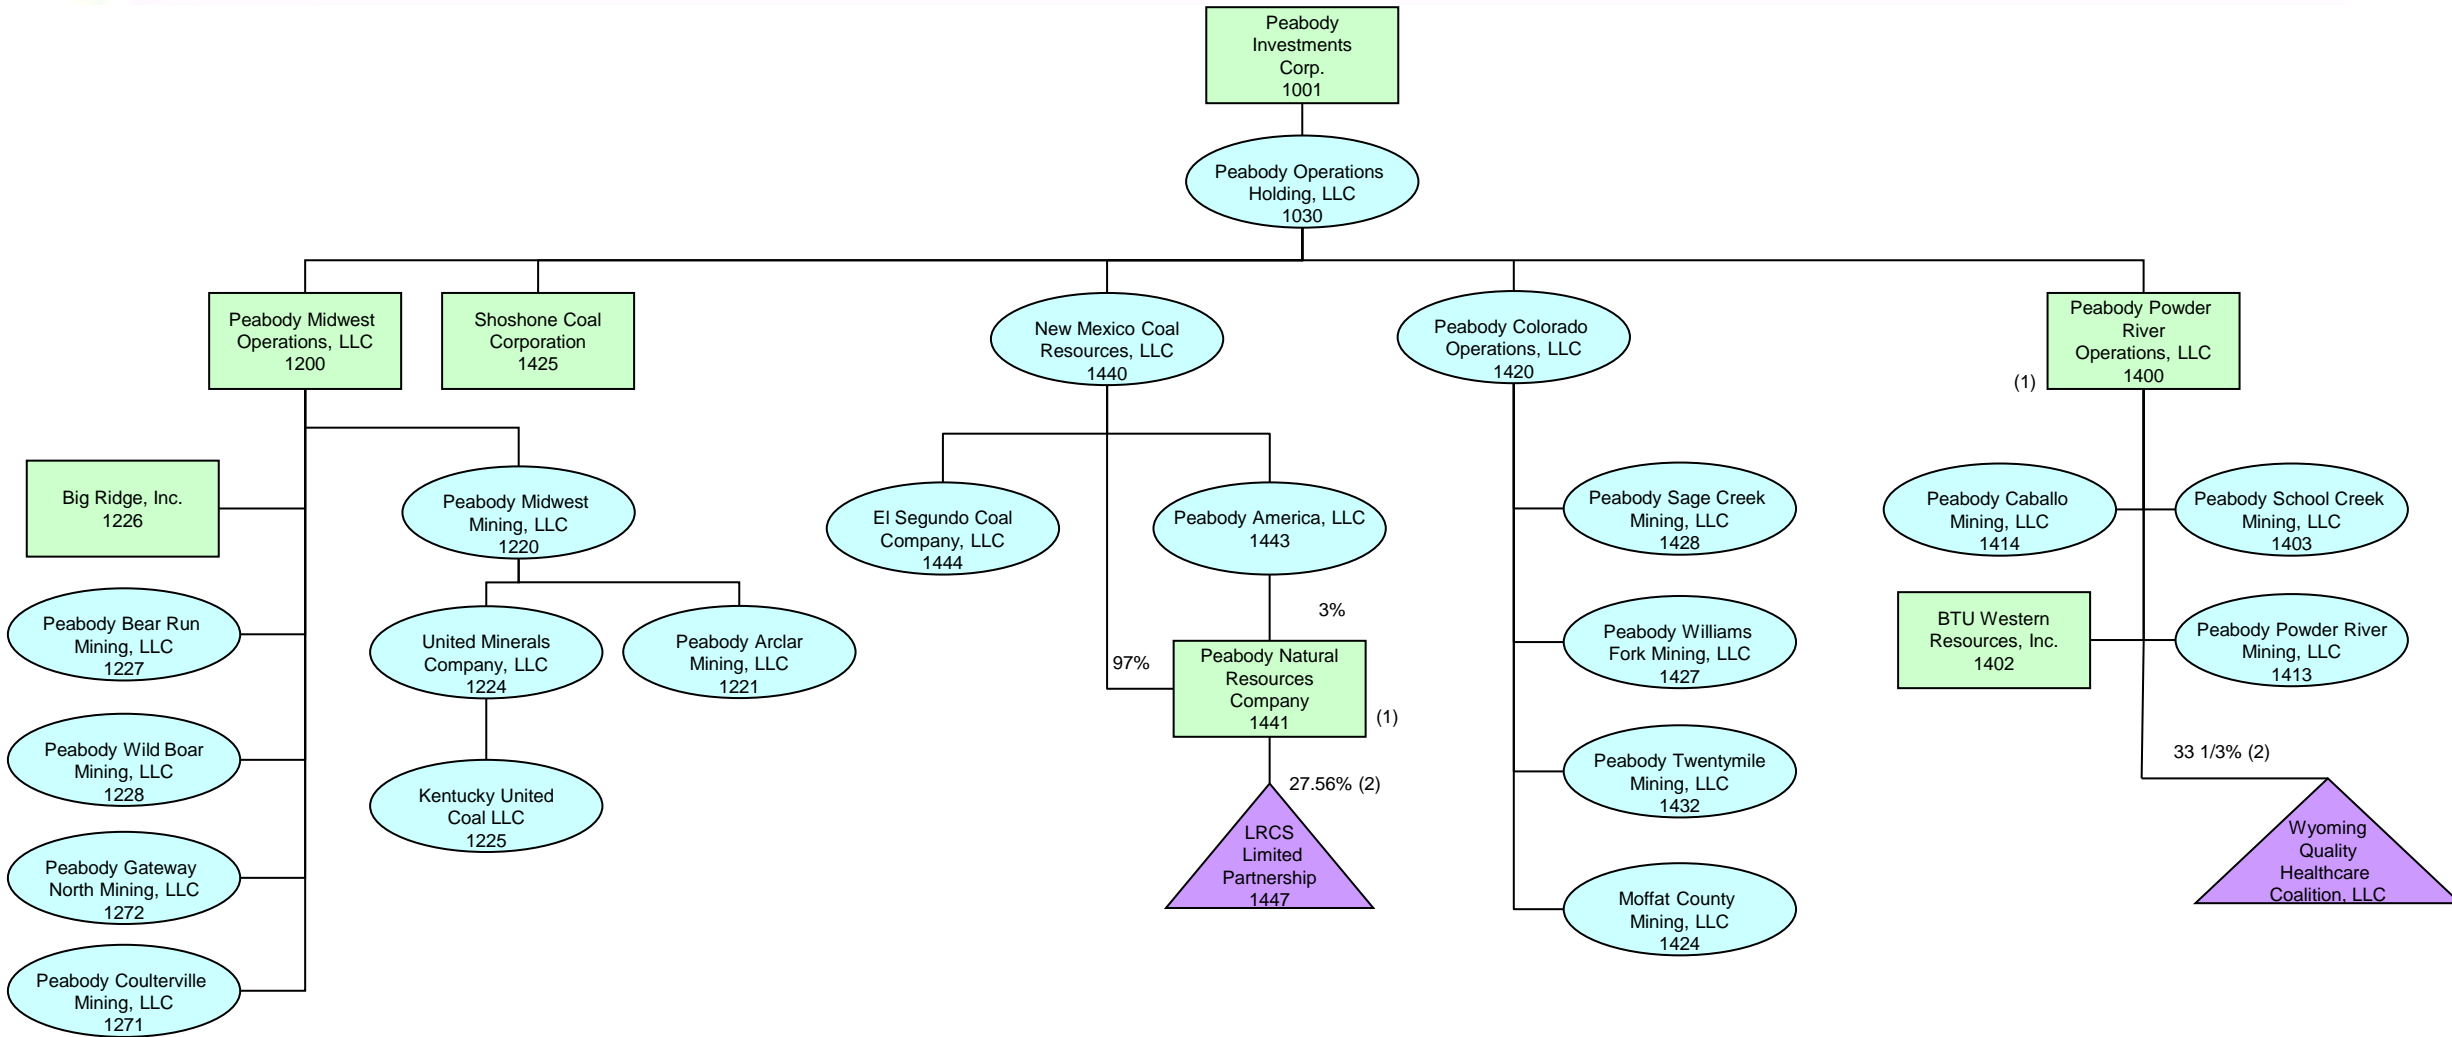 Peabody
Investments
Corp.
1001
Peabody Operations
Holding, LLC
1030
Peabody Midwest
Operations, LLC
1200
Shoshone Coal
Corporation
1425
New Mexico Coal
Resources, LLC
1440
Peabody Colorado
Operations, LLC
1420
Peabody Powder
River
Operations, LLC
1400
(1)
Big Ridge, Inc.
1226
Peabody Midwest
Mining, LLC
1220
El Segundo Coal
Company, LLC
1444
Peabody America, LLC
1443
Peabody Sage Creek
Mining, LLC
1428
Peabody Caballo
Mining, LLC
1414
Peabody School Creek
Mining, LLC
1403
Peabody Bear Run
Mining, LLC
1227
United Minerals
Company, LLC
1224
Peabody Arclar
Mining, LLC
1221
3%
97%
Peabody Natural
Resources
Company
1441
(1)
Peabody Williams
Fork Mining, LLC
1427
BTU Western
Resources, Inc.
1402
Peabody Powder River
Mining, LLC
1413
Peabody Wild Boar
Mining, LLC
1228
Kentucky United
Coal LLC
1225
27.56% (2)
LRCS
Limited
Partnership
1447
Peabody Twentymile
Mining, LLC
1432
33 1/3% (2)
Wyoming
Quality
Healthcare
Coalition, LLC
Peabody Gateway
North Mining, LLC
1272
Moffat County
Mining, LLC
1424
Peabody Coulterville
Mining, LLC
1271